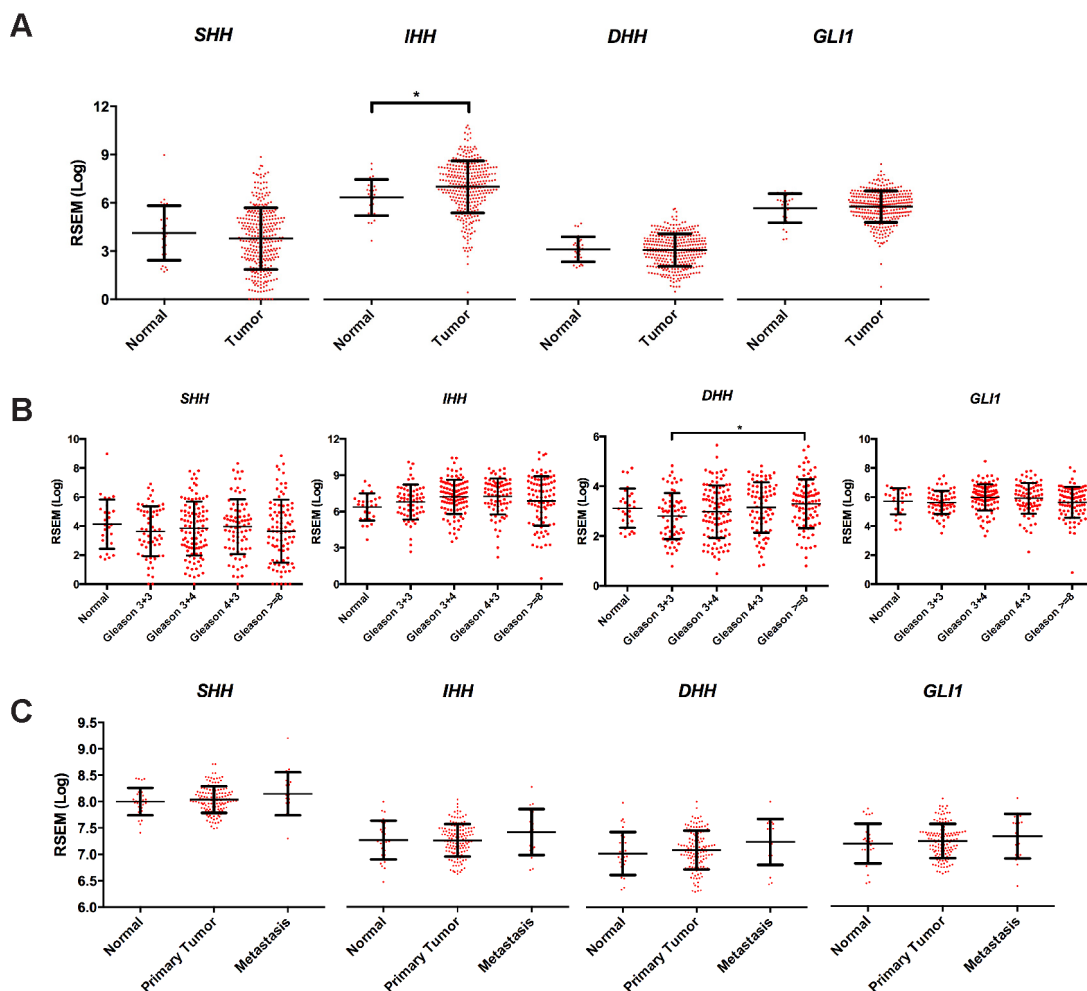 A
SHH IHH DHH GLI1
*
RSEM (Log)
12
9
6
3
0
Normal Tumor Normal Tumor Normal Tumor Normal Tumor
B
SHH IHH DHH GLI1
RSEM (Log)
10
8
6
4
2
0
Normal Gleason 3+3 Gleason 3+4 Gleason 4+3 Gleason >=8
RSEM (Log)
12
9
6
3
0
Normal Gleason 3+3 Gleason 3+4 Gleason 4+3 Gleason >=8
*
RSEM (Log)
6
4
2
0
Normal Gleason 3+3 Gleason 3+4 Gleason 4+3 Gleason >=8
RSEM (Log)
10
8
6
4
2
0
Normal Gleason 3+3 Gleason 3+4 Gleason 4+3 Gleason >=8
C
SHH IHH DHH GLI1
RSEM (Log)
9.5
9.0
8.5
8.0
7.5
7.0
6.5
6.0
Normal Primary Tumor Metastasis Normal Primary Tumor Metastasis Normal Primary Tumor Metastasis Normal Primary Tumor Metastasis